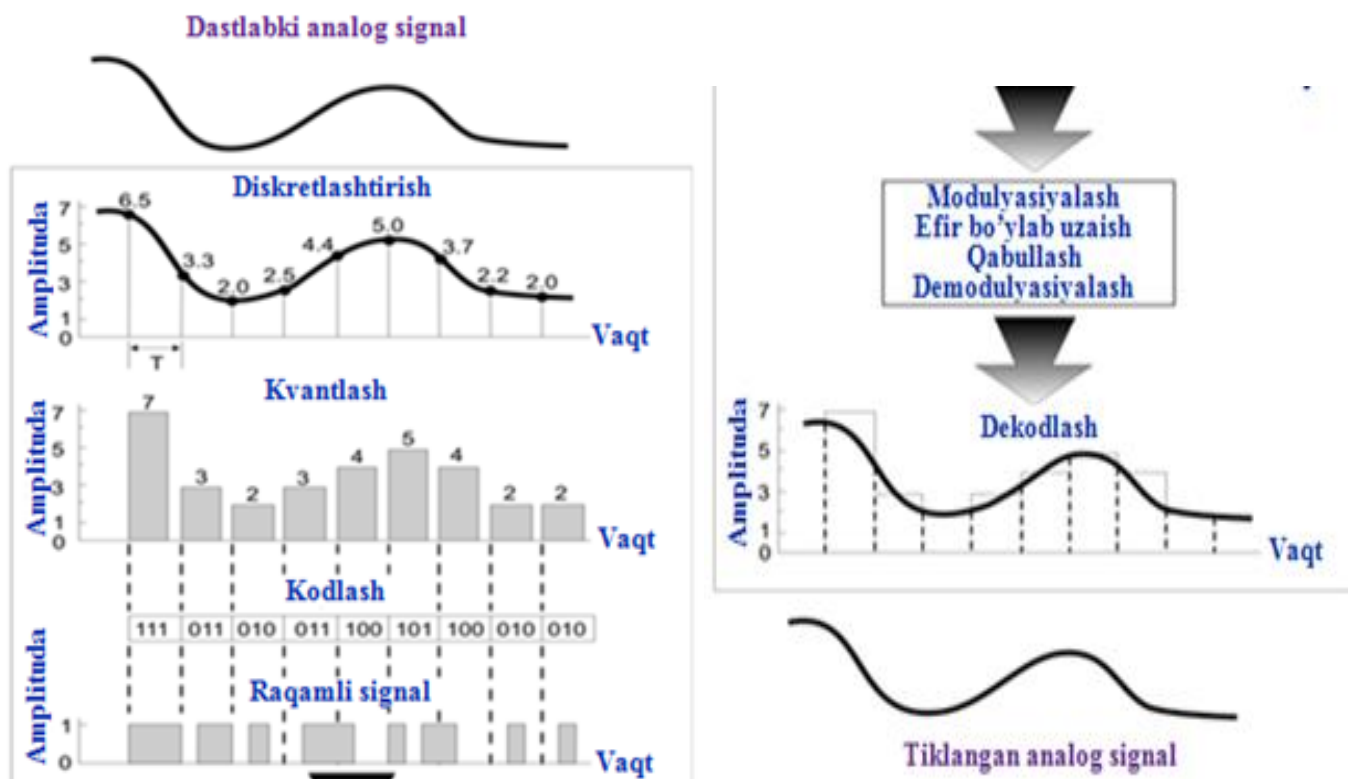 Dastlabki analog signal
Diskretlashtirish
Amplituda
7
5
3
1
0
6.5
3.3
2.0
2.5
4.4
5.0
3.7
2.2
2.0
Vaqt
T
Kvantlash
Amplituda
7
5
3
1
0
7
3
2
3
4
5
4
2
2
Vaqt
Kodlash
111 011 010 011 100 101 100 010 010
Raqamli signal
Amplituda
1
0
Vaqt
Modulyasiyalash
Efir bo‘ylab uzaish
Qabullash
Demodulyasiyalash
Dekodlash
Amplituda
7
5
3
1
0
Vaqt
Tiklangan analog signal